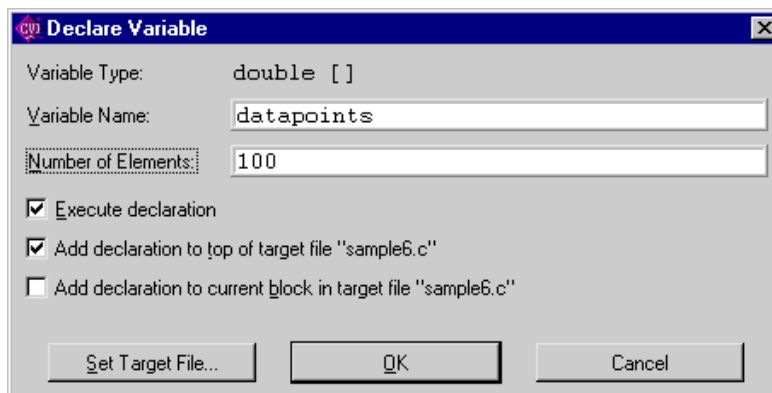 CVI Declare Variable
Variable Type: double []
Variable Name: datapoints
Number of Elements: 100
Execute declaration
Add declaration to top of target file "sample6.c"
Add declaration to current block in target file "sample6.c"
Set Target File... OK Cancel